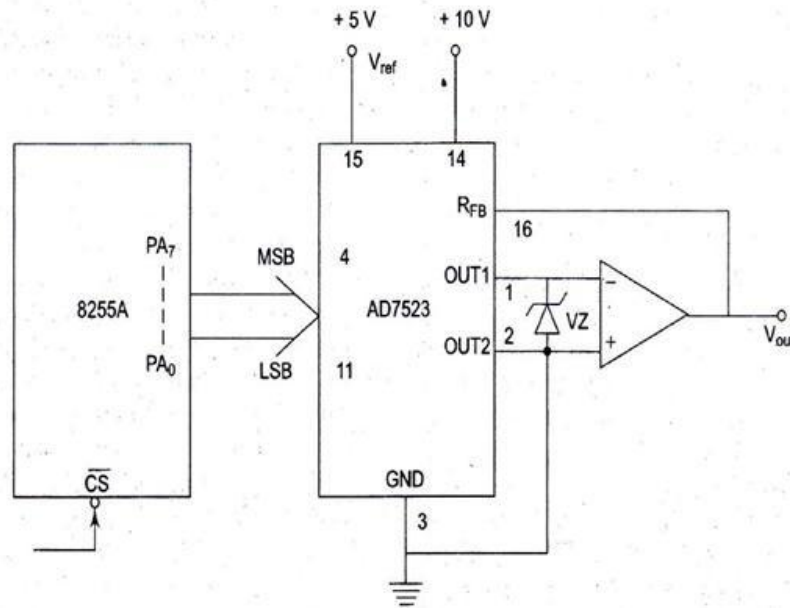 + 5 V
+ 10 V
Vref
15
14
RFB
16
PA7
MSB
4
OUT1
1
8255A
AD7523
VZ
−
+
OUT2
2
Vou
PA0
LSB
11
CS
GND
3